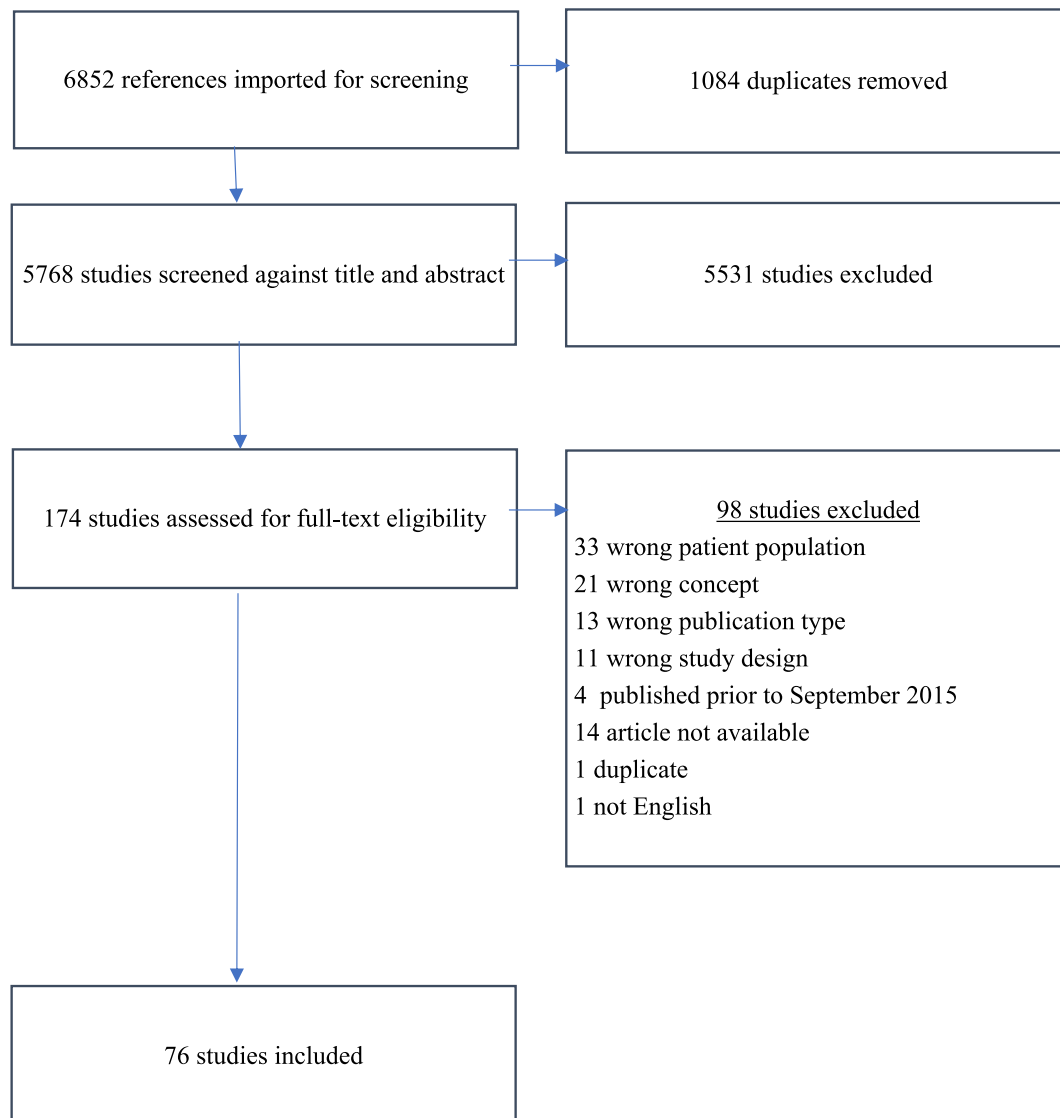 6852 references imported for screening
1084 duplicates removed
5768 studies screened against title and abstract
5531 studies excluded
174 studies assessed for full-text eligibility
98 studies excluded
33 wrong patient population
21 wrong concept
13 wrong publication type
11 wrong study design
4 published prior to September 2015
14 article not available
1 duplicate
1 not English
76 studies included